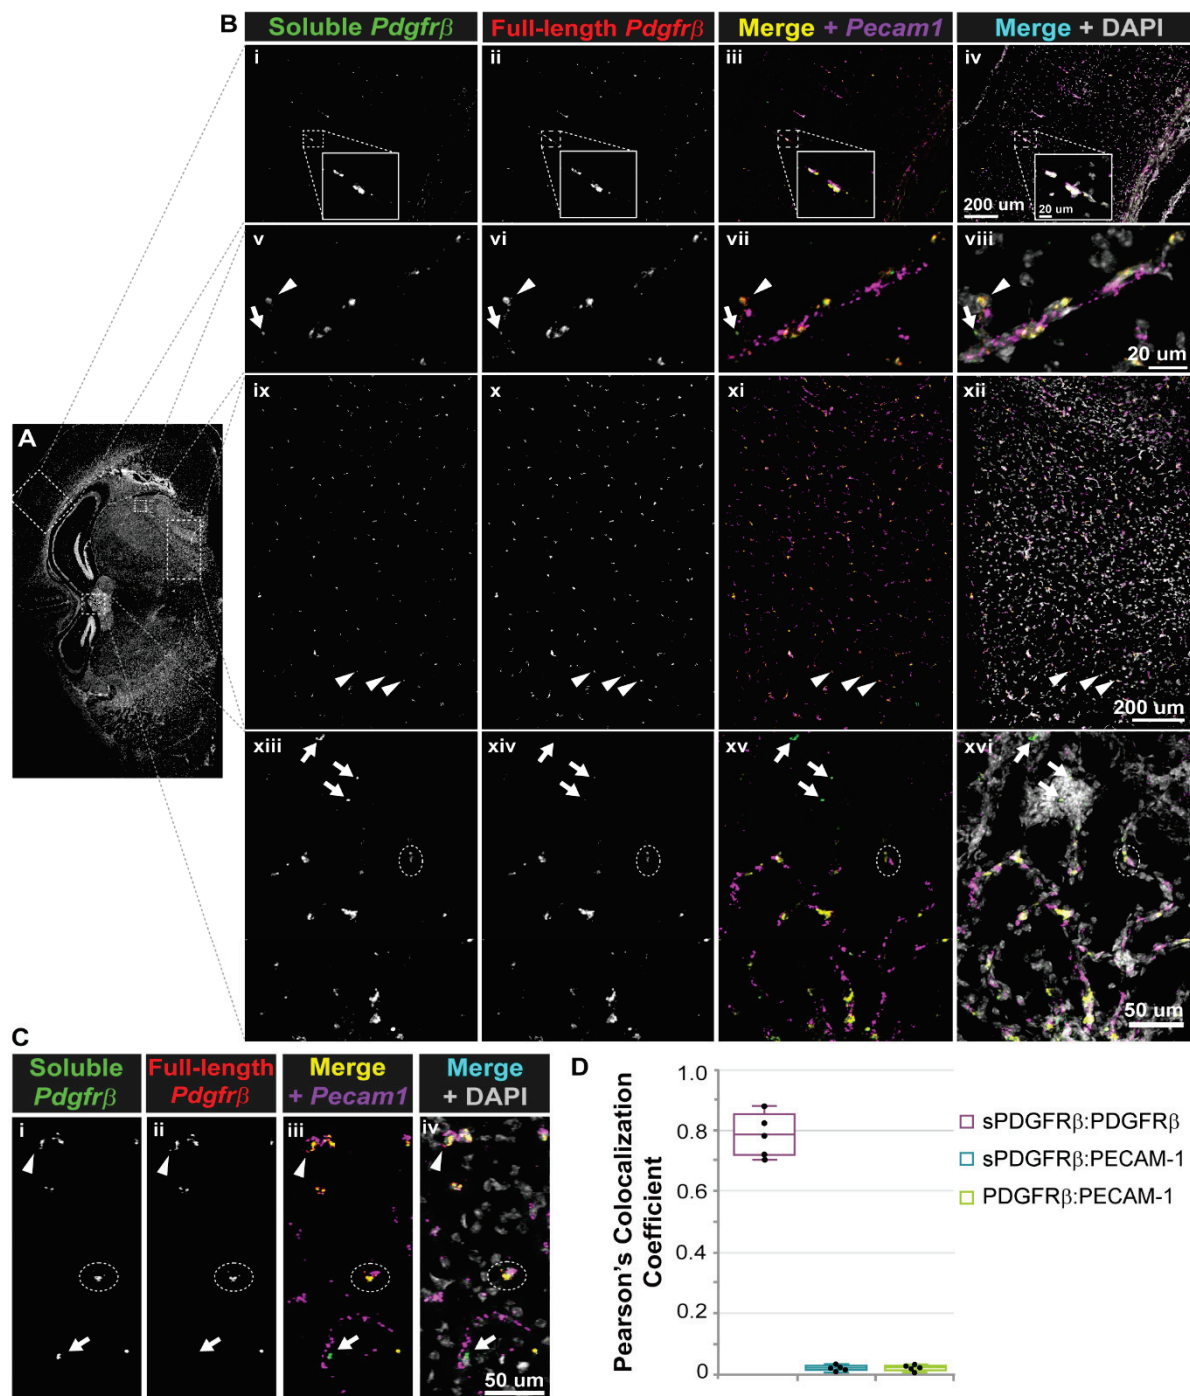 B
Soluble Pdgfrβ
Full-length Pdgfrβ
Merge + Pecam1
Merge + DAPI
i
ii
iii
iv
200 um
20 um
v
vi
vii
viii
20 um
ix
x
xi
xii
200 um
A
xiii
xiv
xv
xvi
50 um
C
Soluble
Pdgfrβ
Full-length
Pdgfrβ
Merge
+ Pecam1
Merge
+ DAPI
i
ii
iii
iv
50 um
D
Pearson's Colocalization
Coefficient
1.0
0.8
0.6
0.4
0.2
0
sPDGFRβ:PDGFRβ
sPDGFRβ:PECAM-1
PDGFRβ:PECAM-1